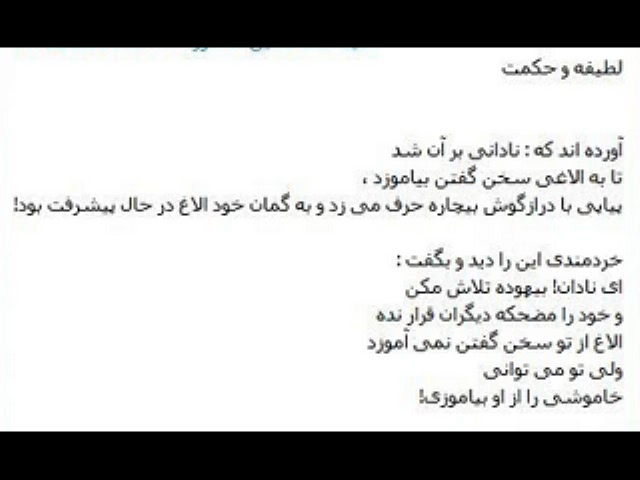 لطیفه و حکمت
آورده اند که : نادانی بر آن شد
تا به الاغی سخن گفتن بیاموزد ،
پیاپی با درازگوش بیچاره حرف می زد و به گمان خود الاغ در حال پیشرفت بود!
خردمندی این را دید و بگفت :
ای نادان! بیهوده تلاش مکن
و خود را مضحکه دیگران قرار نده
الاغ از تو سخن گفتن نمی آموزد
ولی تو می توانی
خاموشی را از او بیاموزی!